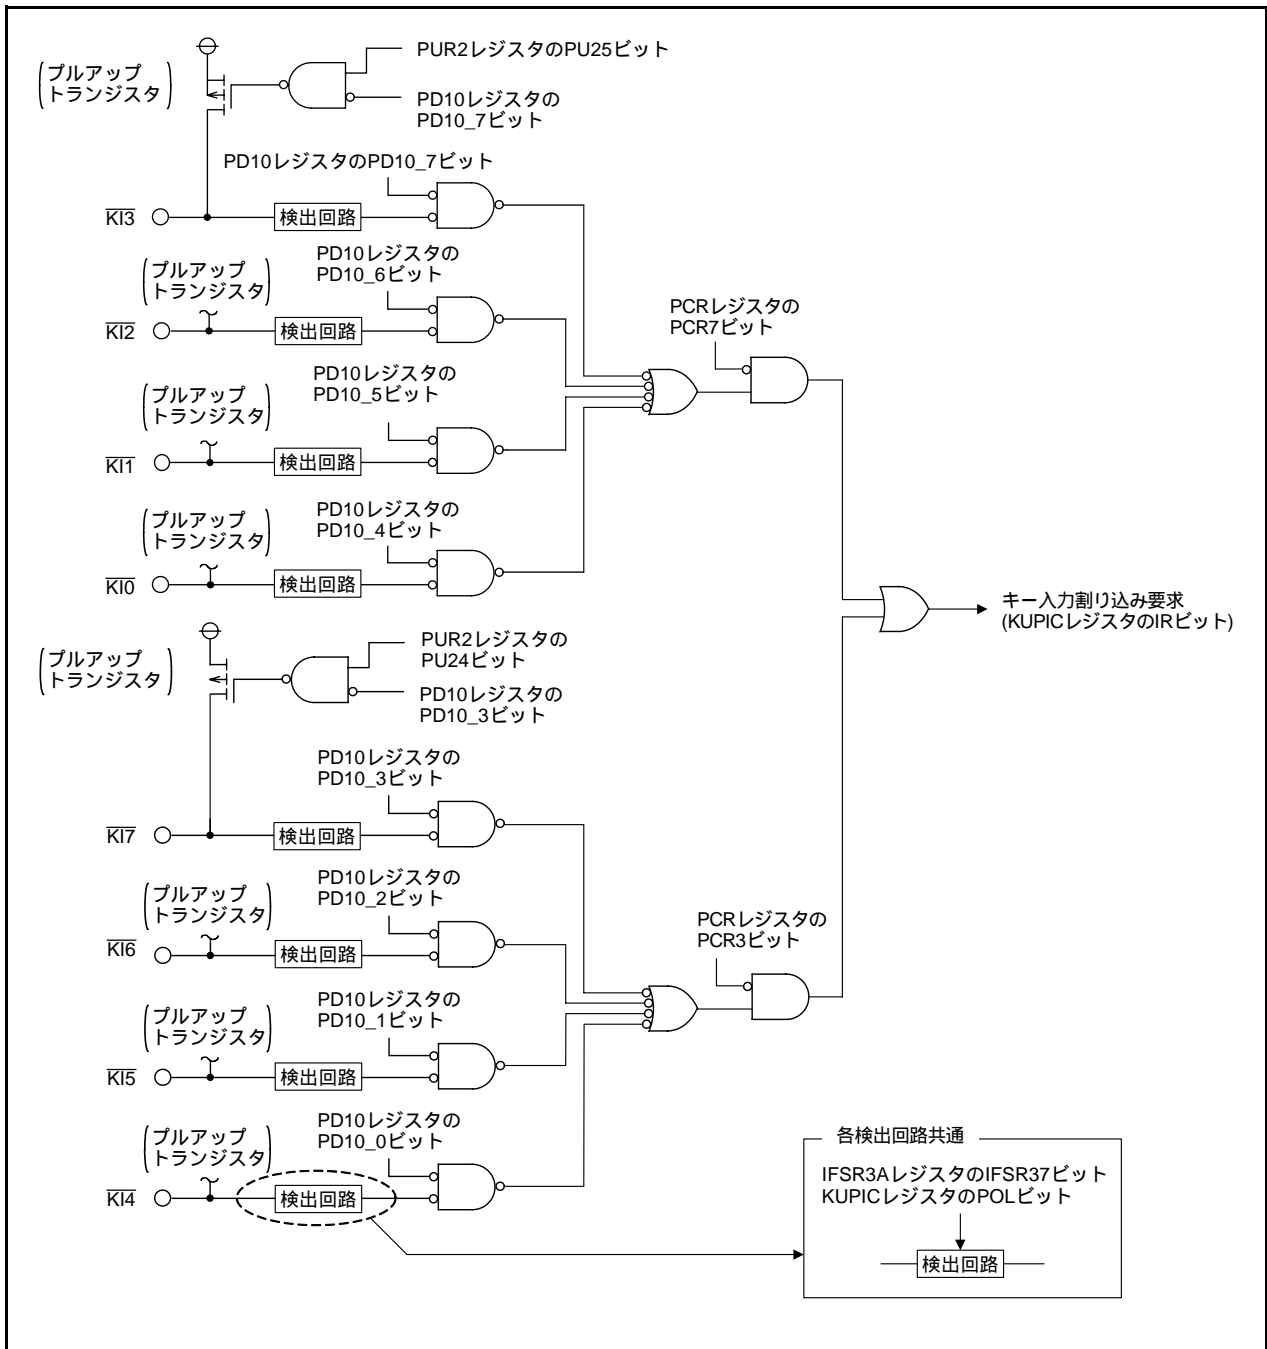 プルアップ
トランジスタ
PUR2レジスタのPU25ビット
PD10レジスタの
PD10_7ビット
PD10レジスタのPD10_7ビット
KI3
検出回路
プルアップ
トランジスタ
PD10レジスタの
PD10_6ビット
KI2
検出回路
PCRレジスタの
PCR7ビット
プルアップ
トランジスタ
PD10レジスタの
PD10_5ビット
KI1
検出回路
プルアップ
トランジスタ
PD10レジスタの
PD10_4ビット
KI0
検出回路
キー入力割り込み要求
(KUPICレジスタのIRビット)
プルアップ
トランジスタ
PUR2レジスタの
PU24ビット
PD10レジスタの
PD10_3ビット
PD10レジスタの
PD10_3ビット
KI7
検出回路
プルアップ
トランジスタ
PD10レジスタの
PD10_2ビット
KI6
検出回路
PCRレジスタの
PCR3ビット
プルアップ
トランジスタ
PD10レジスタの
PD10_1ビット
KI5
検出回路
プルアップ
トランジスタ
PD10レジスタの
PD10_0ビット
KI4
検出回路
各検出回路共通
IFSR3AレジスタのIFSR37ビット
KUPICレジスタのPOLビット
検出回路